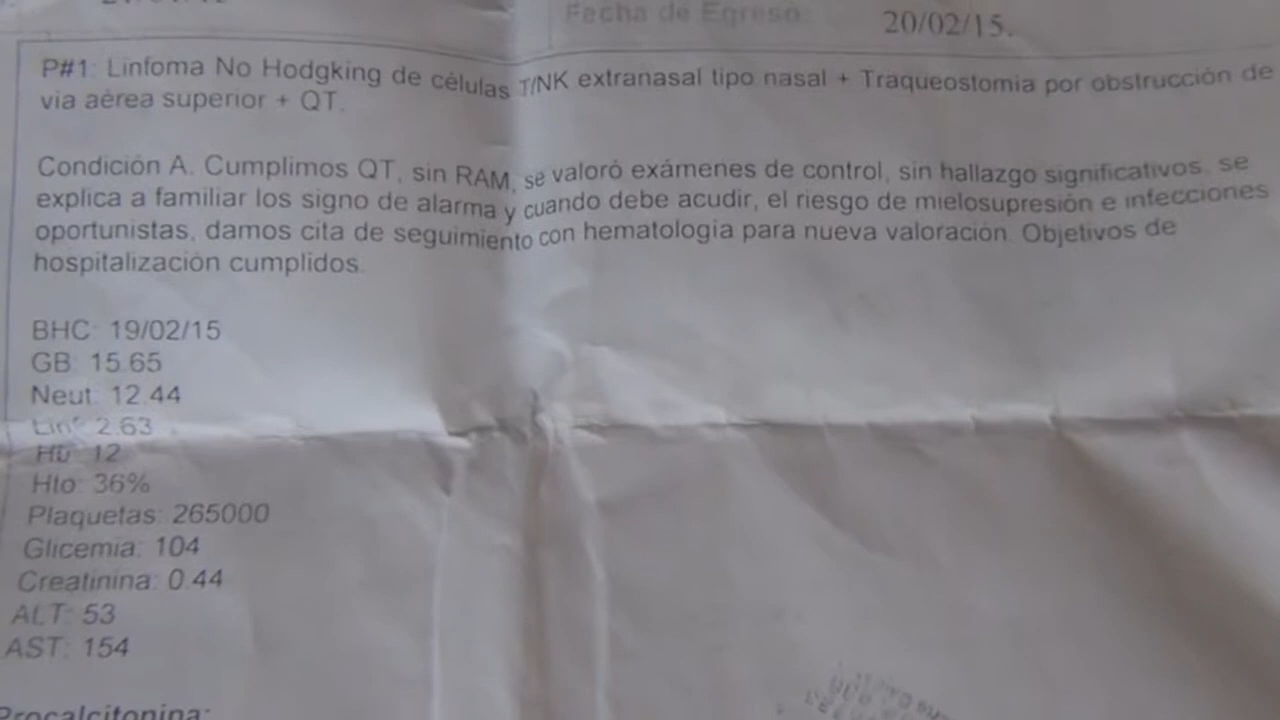 Fecha de Egreso: 20/02/15.
P#1: Linfoma No Hodgking de células T/NK extranasal tipo nasal + Traqueostomia por obstrucción de
via aérea superior + QT.
Condición A. Cumplimos QT, sin RAM, se valoró exámenes de control, sin hallazgo significativos, se
explica a familiar los signo de alarma y cuando debe acudir, el riesgo de mielosupresión e infecciones
oportunistas, damos cita de seguimiento con hematología para nueva valoración. Objetivos de
hospitalización cumplidos.
BHC: 19/02/15
GB: 15.65
Neut: 12.44
Linf: 2.63
Hb: 12
Hto: 36%
Plaquetas: 265000
Glicemia: 104
Creatinina: 0.44
ALT: 53
AST: 154
Procalcitonina: